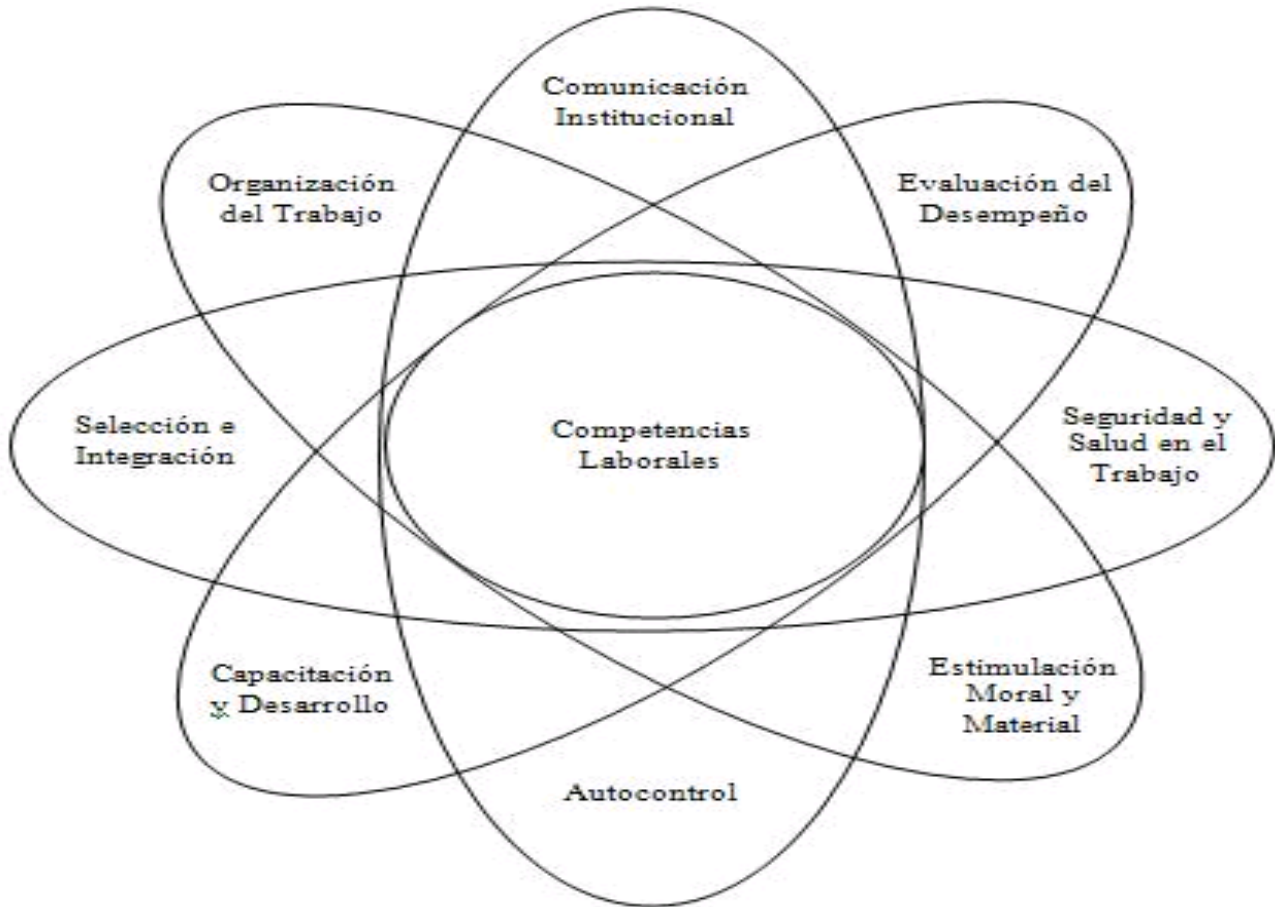 Comunicación
Institucional
Organización
del Trabajo
Evaluación del
Desempeño
Selección e
Integración
Competencias
Laborales
Seguridad y
Salud en el
Trabajo
Capacitación
y Desarrollo
Estimulación
Moral y
Material
Autocontrol